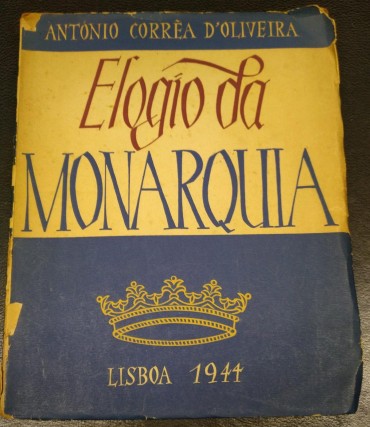 ANTÓNIO CORRÊA D'OLIVEIRA
Elogio da
MONARQUIA
LISBOA 1944